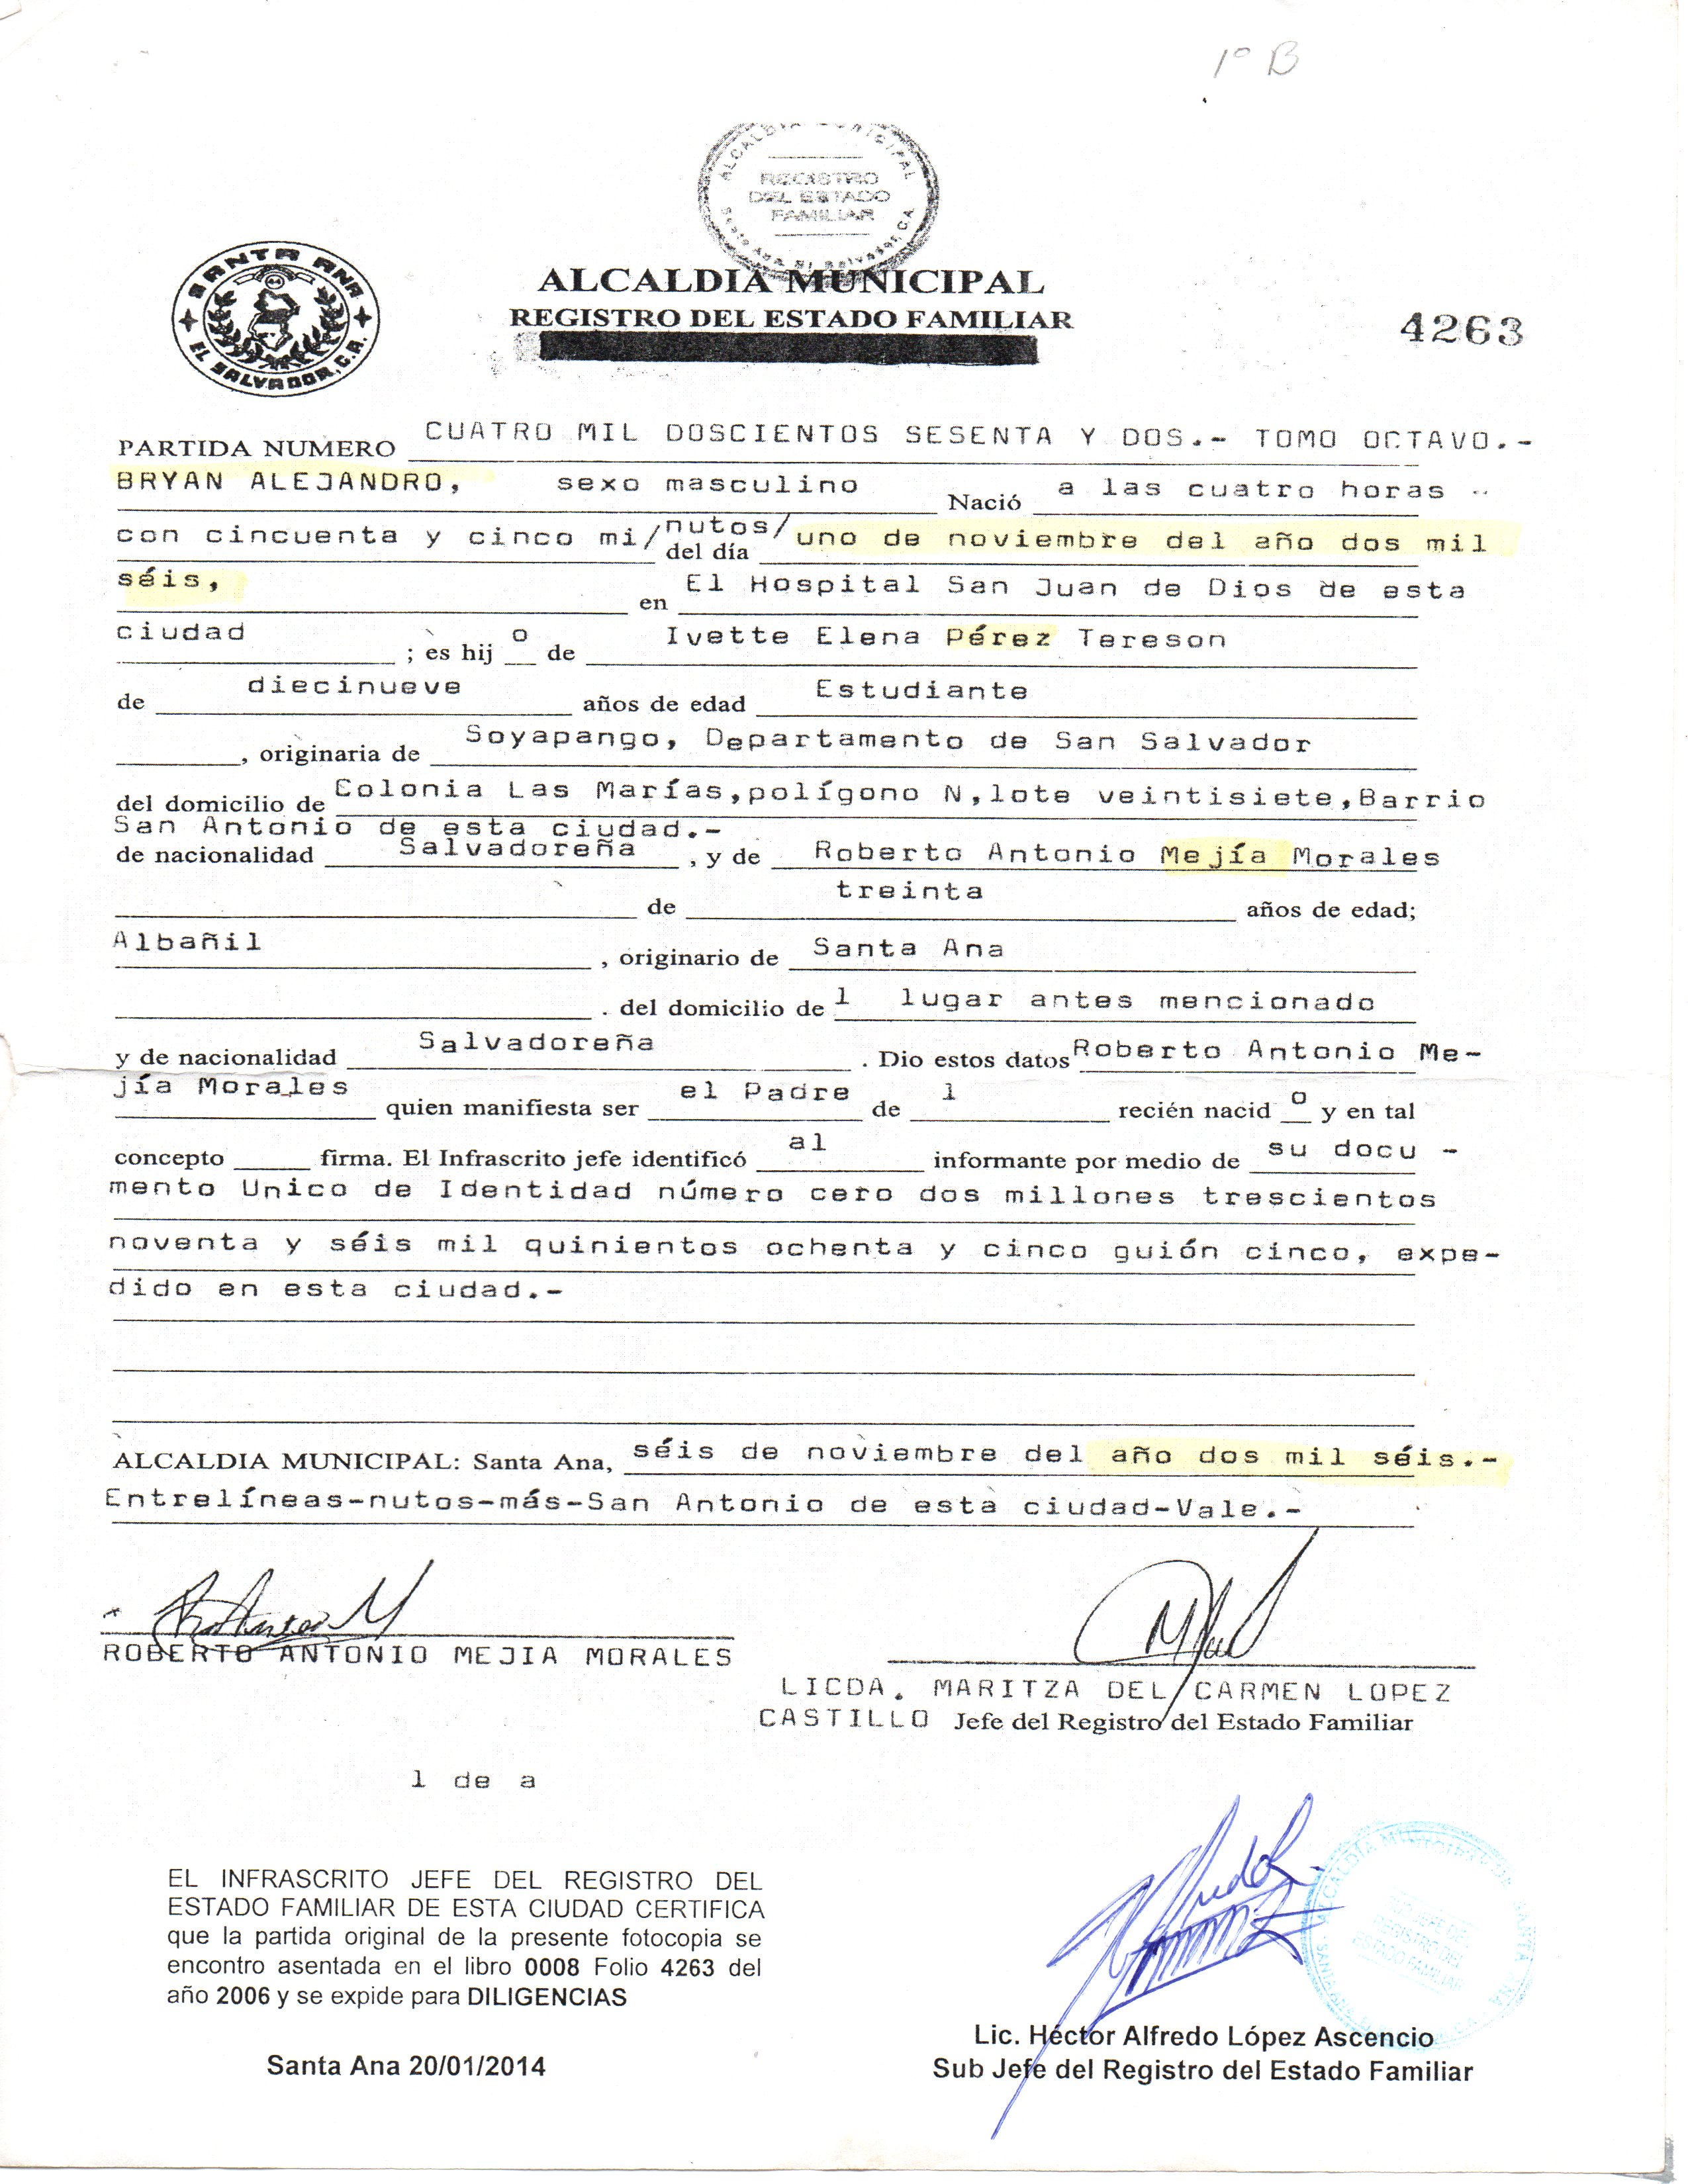 1° B
ALCALDIA MUNICIPAL
REGISTRO
DEL ESTADO
FAMILIAR
Santa Ana El Salvador, C.A.
SANTA ANA
EL SALVADOR, C.A.
ALCALDIA MUNICIPAL
REGISTRO DEL ESTADO FAMILIAR
4263
PARTIDA NUMERO CUATRO MIL DOSCIENTOS SESENTA Y DOS.- TOMO OCTAVO.-
BRYAN ALEJANDRO, sexo masculino Nació a las cuatro horas -
con cincuenta y cinco mi/nutos/ del día uno de noviembre del año dos mil
séis, en El Hospital San Juan de Dios de esta
ciudad ; es hij o de Ivette Elena Pérez Tereson
de diecinueve años de edad Estudiante
, originaria de Soyapango, Departamento de San Salvador
del domicilio de Colonia Las Marías,polígono N,lote veintisiete,Barrio
San Antonio de esta ciudad.-
de nacionalidad Salvadoreña , y de Roberto Antonio Mejía Morales
de treinta años de edad;
Albañil , originario de Santa Ana
. del domicilio de l lugar antes mencionado
y de nacionalidad Salvadoreña . Dio estos datos Roberto Antonio Me-
jía Morales quien manifiesta ser el Padre de l recién nacid o y en tal
concepto firma. El Infrascrito jefe identificó al informante por medio de su docu -
mento Unico de Identidad número cero dos millones trescientos
noventa y séis mil quinientos ochenta y cinco guión cinco, expe-
dido en esta ciudad.-
ALCALDIA MUNICIPAL: Santa Ana, séis de noviembre del año dos mil séis.-
Entrelíneas-nutos-más-San Antonio de esta ciudad-Vale.-
ROBERTO ANTONIO MEJIA MORALES
LICDA. MARITZA DEL CARMEN LOPEZ
CASTILLO Jefe del Registro del Estado Familiar
l de a
EL INFRASCRITO JEFE DEL REGISTRO DEL
ESTADO FAMILIAR DE ESTA CIUDAD CERTIFICA
que la partida original de la presente fotocopia se
encontro asentada en el libro 0008 Folio 4263 del
año 2006 y se expide para DILIGENCIAS
Santa Ana 20/01/2014
Lic. Héctor Alfredo López Ascencio
Sub Jefe del Registro del Estado Familiar